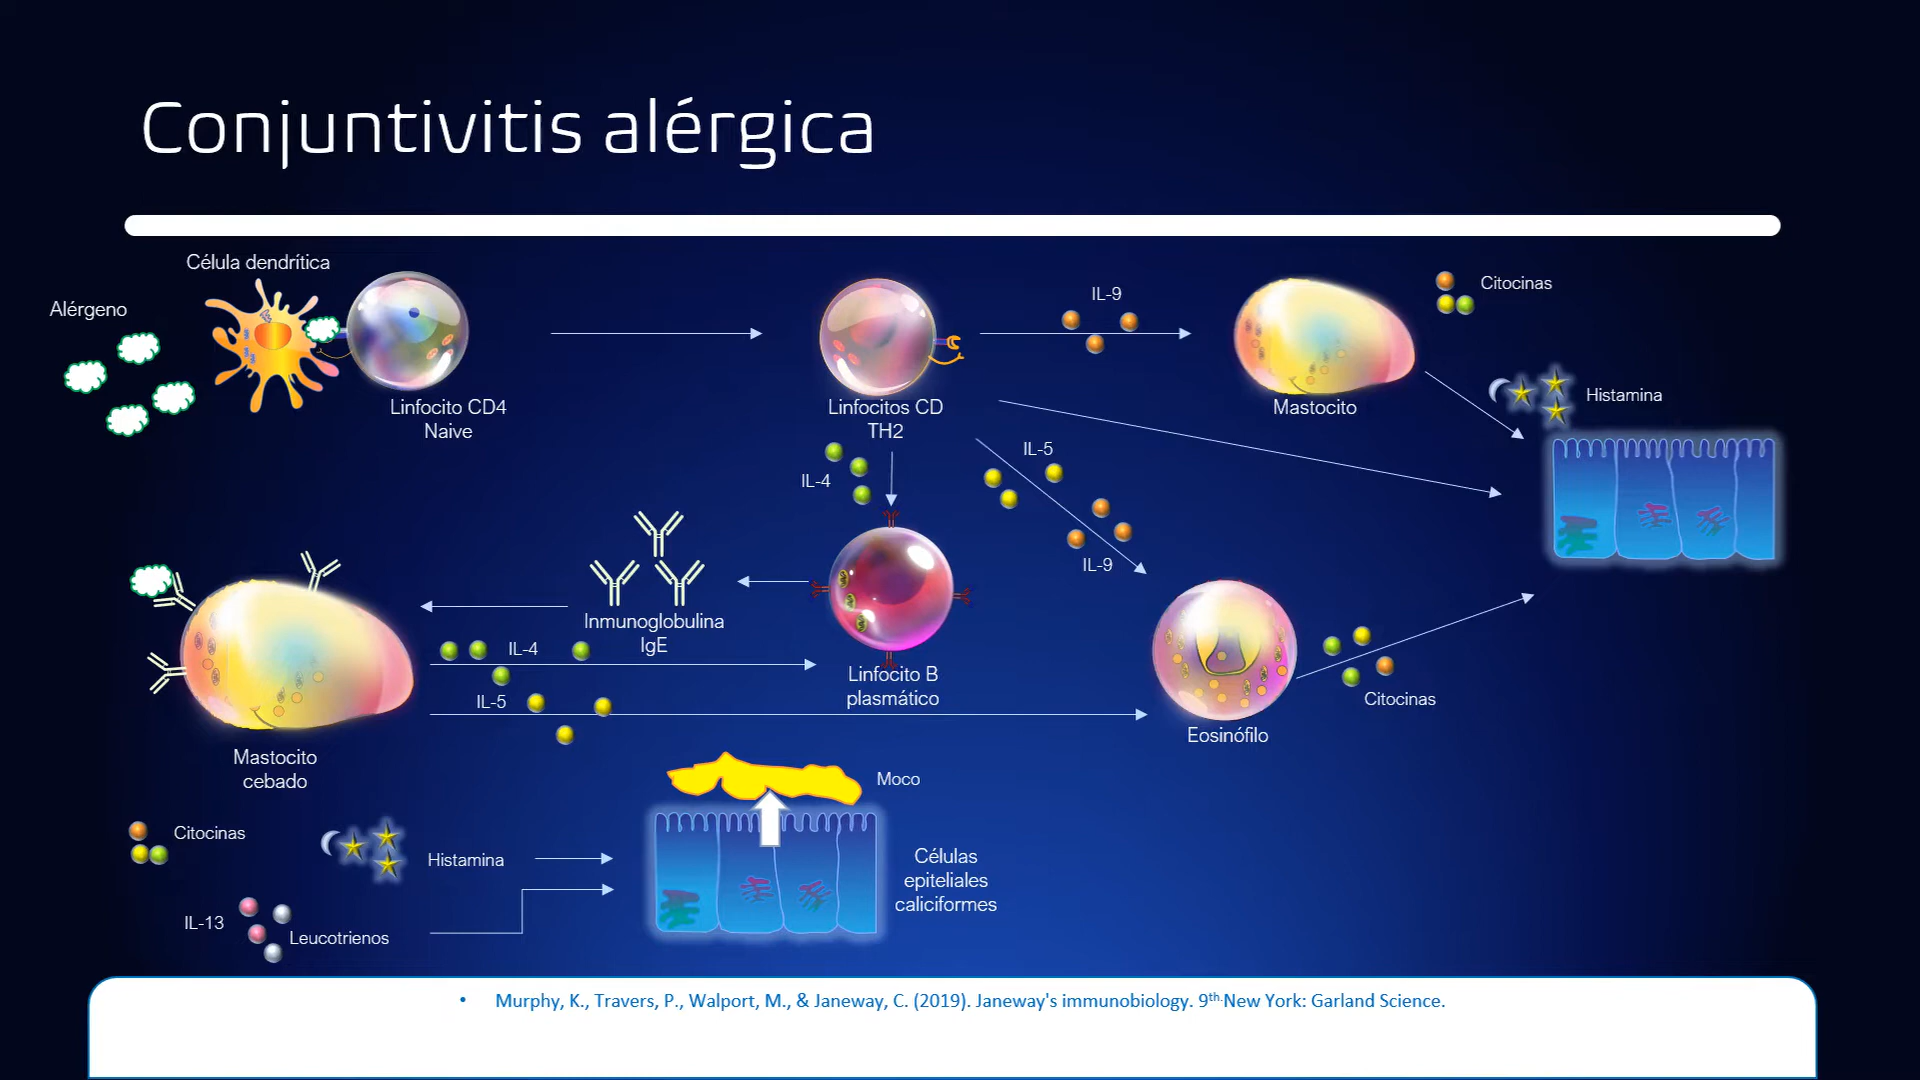 Conjuntivitis alérgica
Célula dendrítica
Alérgeno
Linfocito CD4
Naive
Linfocitos CD
TH2
IL-9
Mastocito
Citocinas
Histamina
IL-4
IL-5
IL-9
Inmunoglobulina
IgE
Linfocito B
plasmático
Eosinófilo
Citocinas
IL-4
IL-5
Mastocito
cebado
Moco
Citocinas
Histamina
IL-13
Leucotrienos
Células
epiteliales
caliciformes
• Murphy, K., Travers, P., Walport, M., & Janeway, C. (2019). Janeway's immunobiology. 9th.New York: Garland Science.